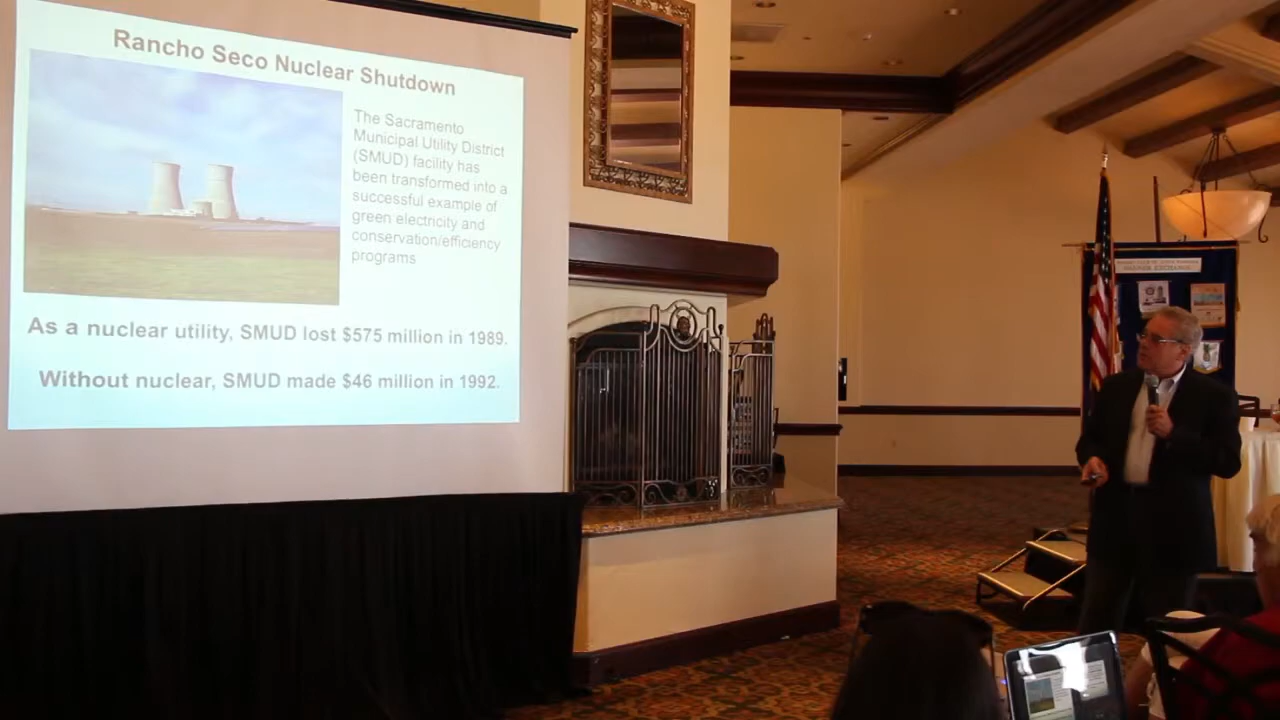 Rancho Seco Nuclear Shutdown
The Sacramento
Municipal Utility District
(SMUD) facility has
been transformed into a
successful example of
green electricity and
conservation/efficiency
programs
As a nuclear utility, SMUD lost $575 million in 1989.
Without nuclear, SMUD made $46 million in 1992.